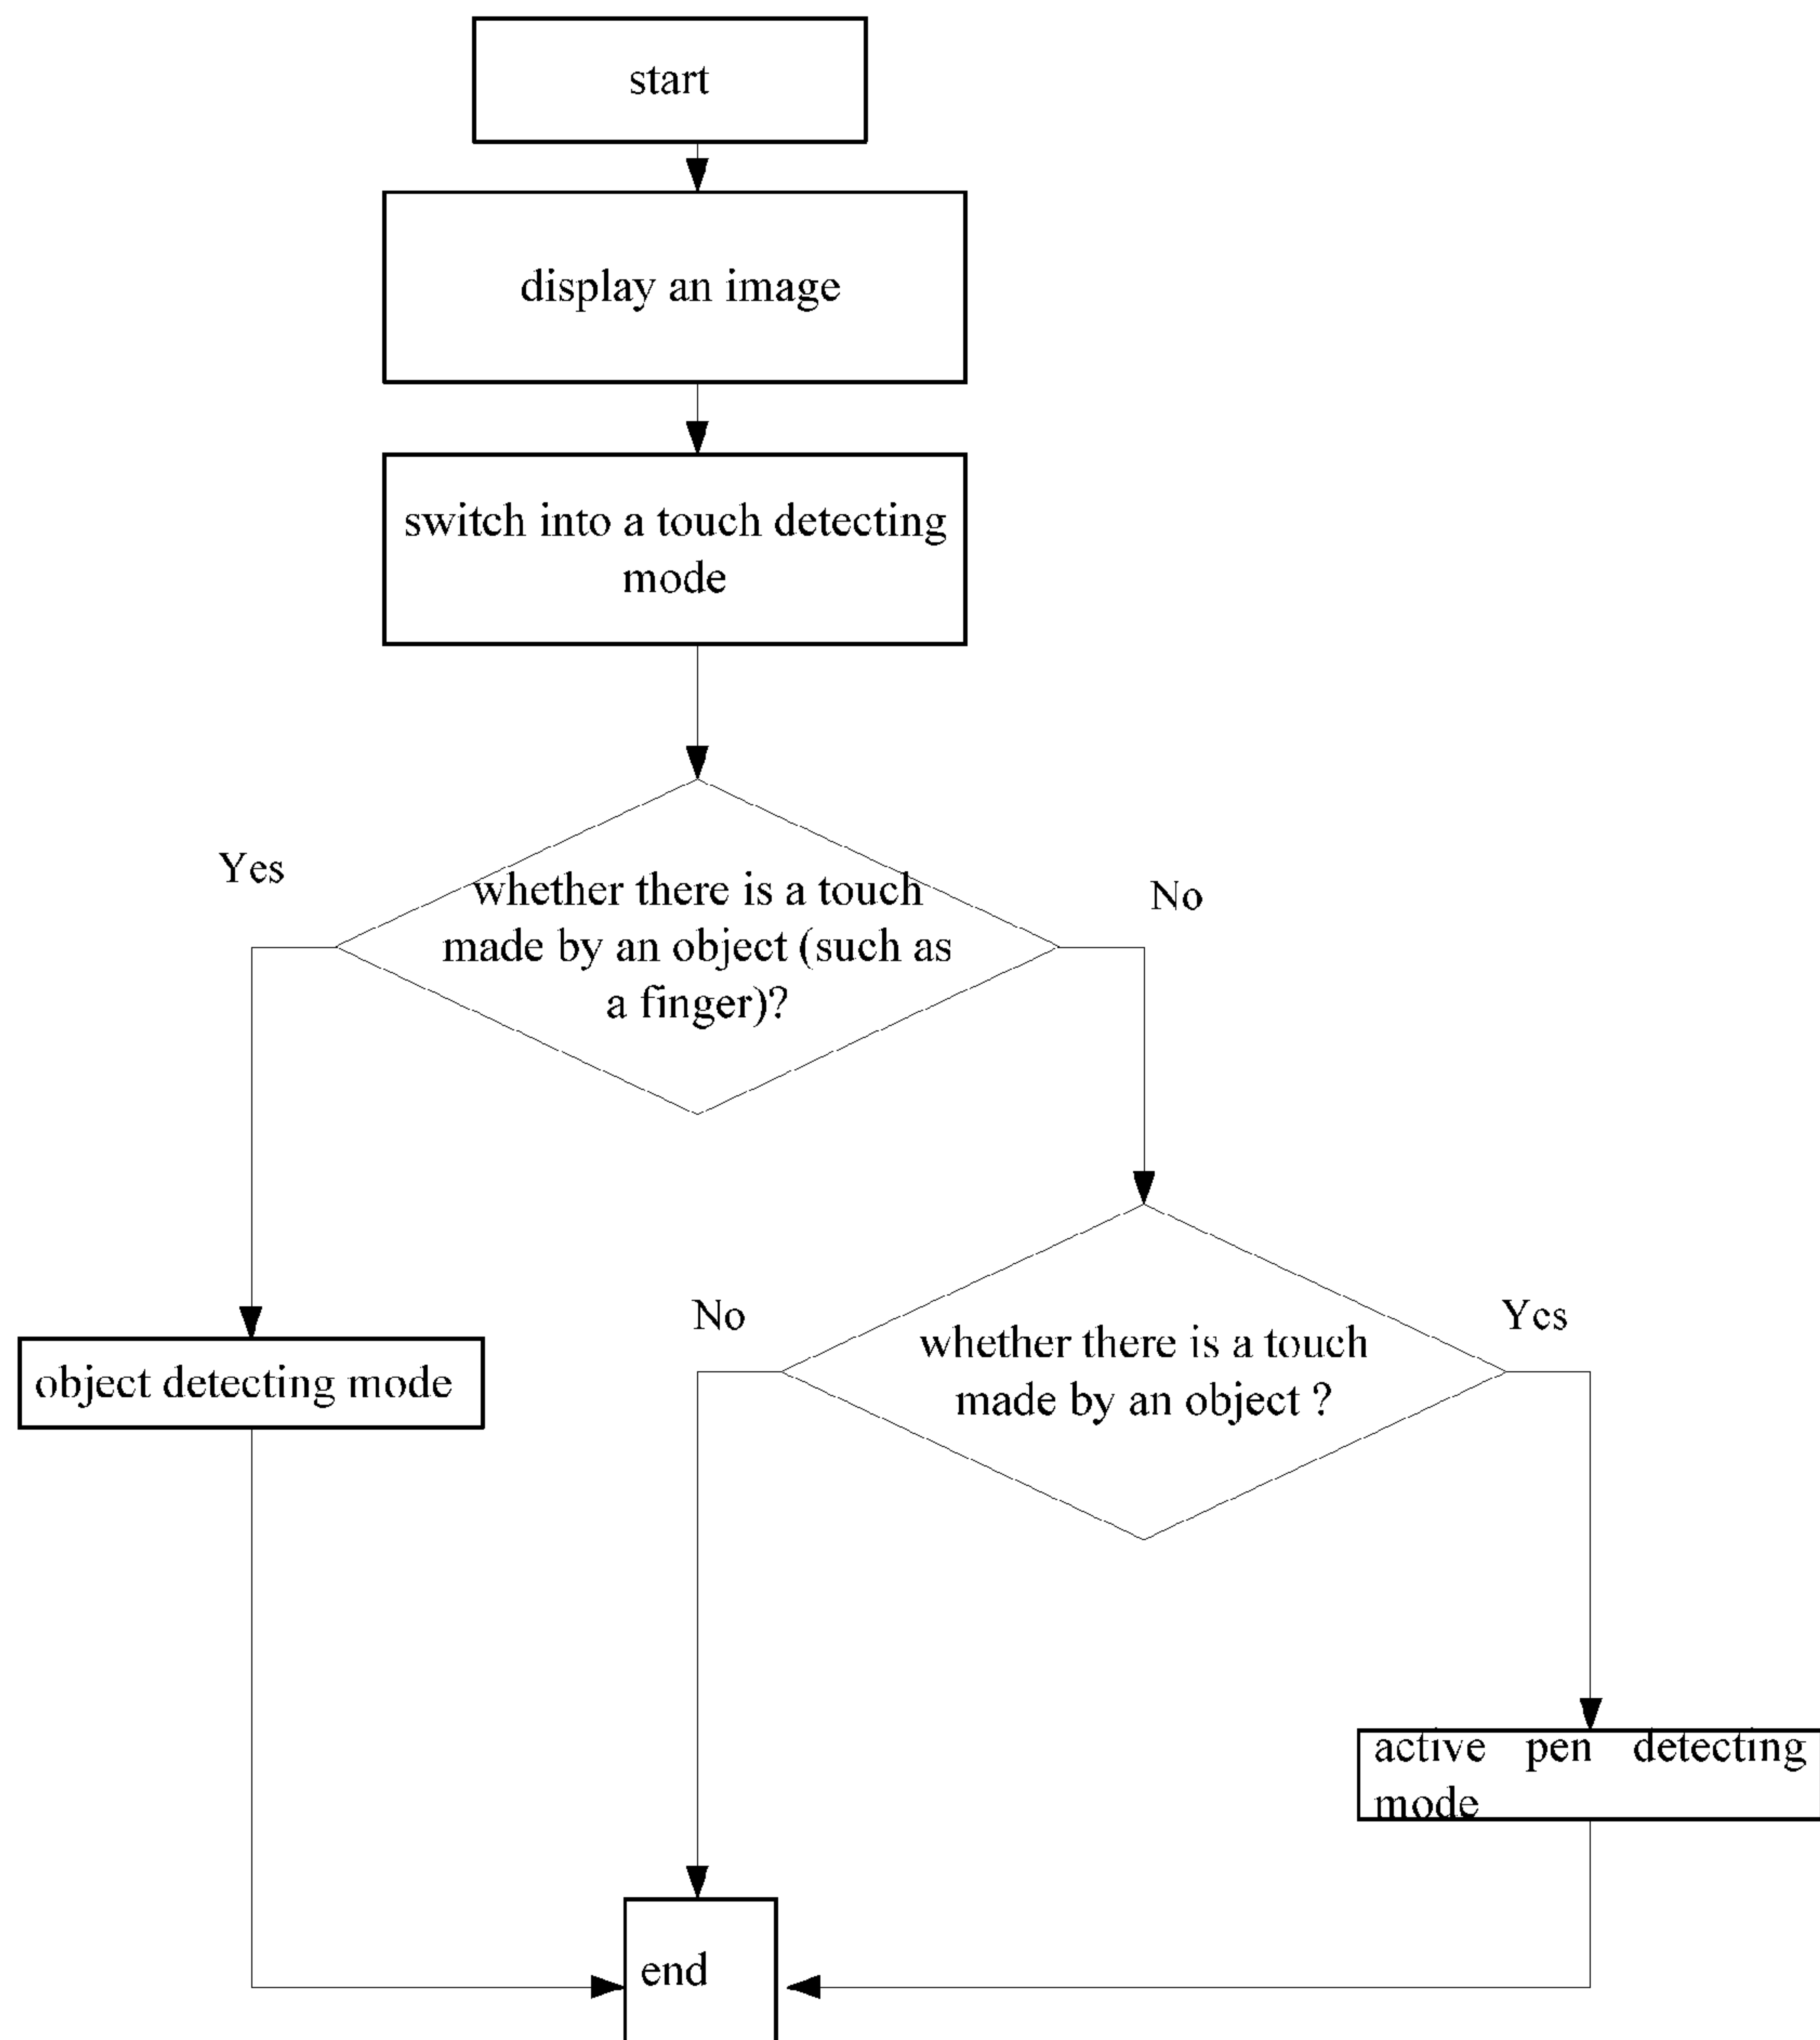 start
display an image
switch into a touch detecting
mode
Yes
No
whether there is a touch
made by an object (such as
a finger)?
No
Yes
whether there is a touch
made by an object ?
object detecting mode
active pen detecting
mode
end